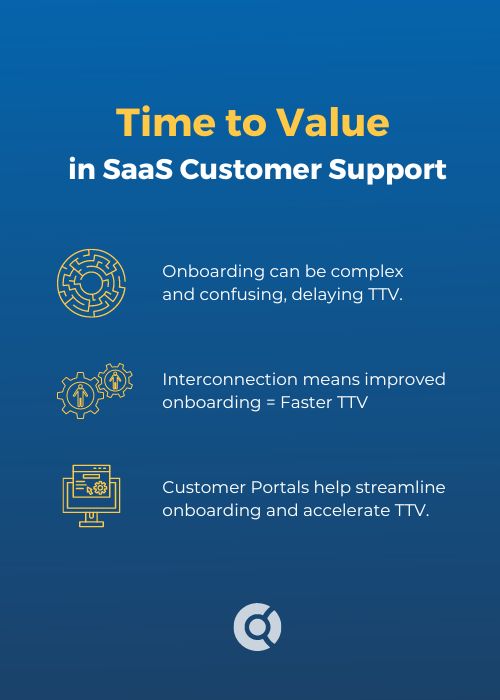 Time to Value
in SaaS Customer Support
Onboarding can be complex
and confusing, delaying TTV.
Interconnection means improved
onboarding = Faster TTV
Customer Portals help streamline
onboarding and accelerate TTV.